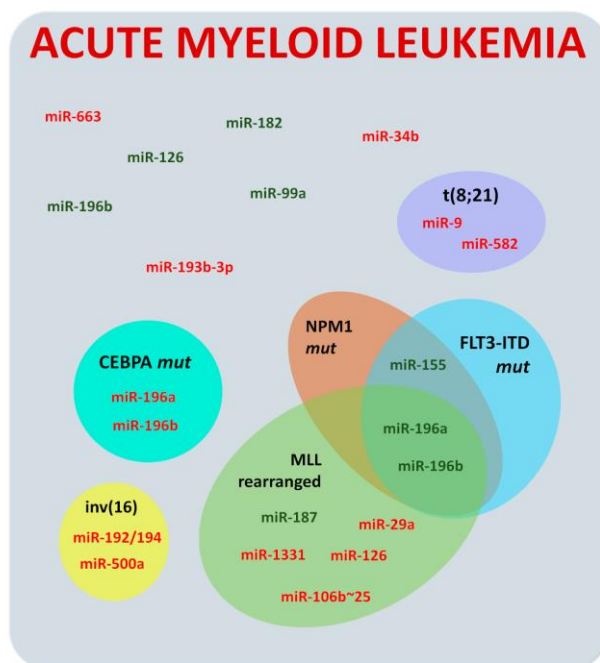 ACUTE MYELOID LEUKEMIA
miR-663
miR-182
miR-34b
miR-126
miR-196b
miR-99a
miR-193b-3p
t(8;21)
miR-9
miR-582
NPM1
mut
FLT3-ITD
mut
miR-155
miR-196a
miR-196b
CEBPA mut
miR-196a
miR-196b
MLL
rearranged
miR-187
miR-29a
miR-1331
miR-126
miR-106b~25
inv(16)
miR-192/194
miR-500a